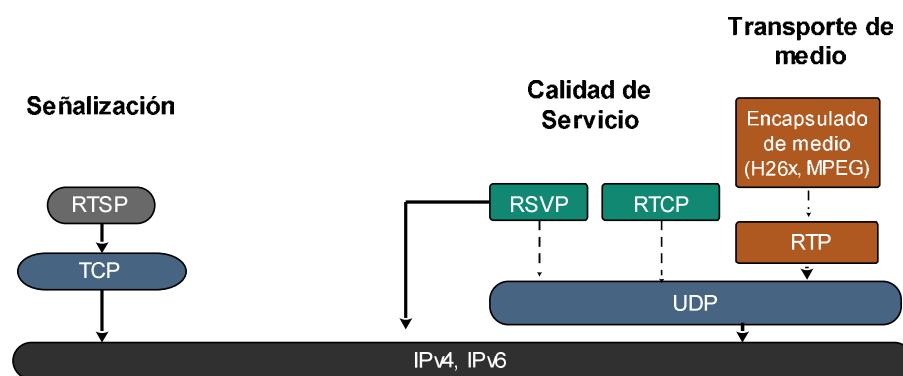 Transporte de
medio
Señalización
Calidad de
Servicio
Encapsulado
de medio
(H26x, MPEG)
RTSP
RSVP
RTCP
RTP
TCP
UDP
IPv4, IPv6